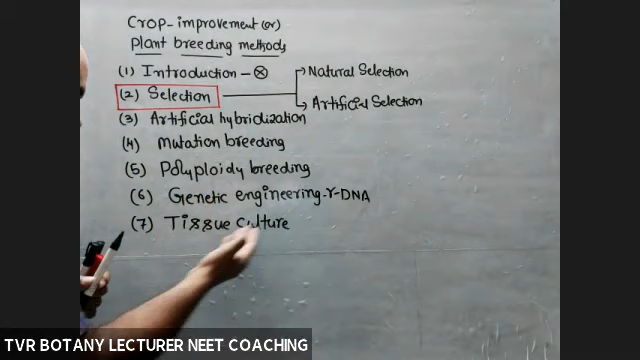 Crop-improvement (or)
Plant breeding methods
(1) Introduction - ⊗
Natural Selection
(2) Selection
Artificial Selection
(3) Artificial hybridization
(4) Mutation breeding
(5) Polyploidy breeding
(6) Genetic engineering-r-DNA
(7) Tissue culture
TVR BOTANY LECTURER NEET COACHING